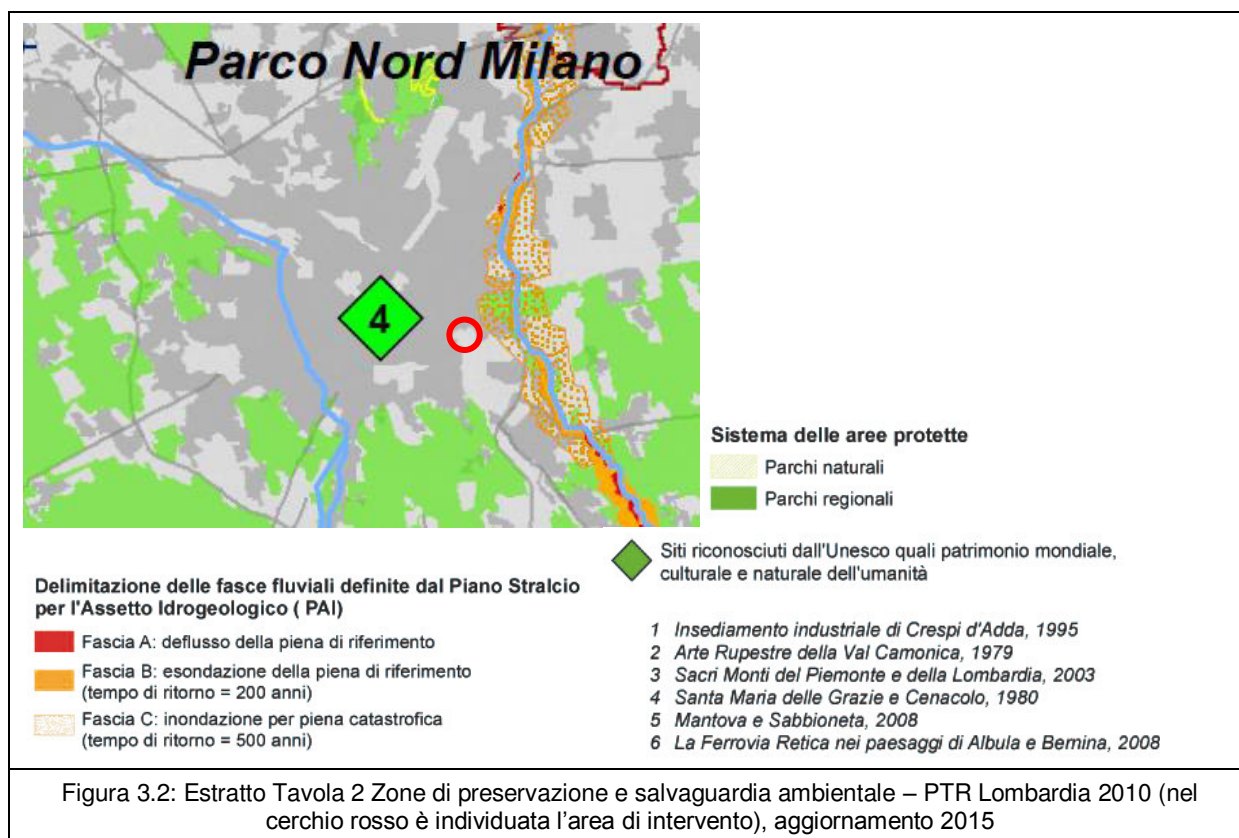 Parco Nord Milano
4
Sistema delle aree protette
Parchi naturali
Parchi regionali
Siti riconosciuti dall'Unesco quali patrimonio mondiale,
culturale e naturale dell'umanità
Delimitazione delle fasce fluviali definite dal Piano Stralcio
per l'Assetto Idrogeologico ( PAI)
Fascia A: deflusso della piena di riferimento
Fascia B: esondazione della piena di riferimento
(tempo di ritorno = 200 anni)
Fascia C: inondazione per piena catastrofica
(tempo di ritorno = 500 anni)
1 Insediamento industriale di Crespi d'Adda, 1995
2 Arte Rupestre della Val Camonica, 1979
3 Sacri Monti del Piemonte e della Lombardia, 2003
4 Santa Maria delle Grazie e Cenacolo, 1980
5 Mantova e Sabbioneta, 2008
6 La Ferrovia Retica nei paesaggi di Albula e Bernina, 2008
Figura 3.2: Estratto Tavola 2 Zone di preservazione e salvaguardia ambientale – PTR Lombardia 2010 (nel
cerchio rosso è individuata l'area di intervento), aggiornamento 2015